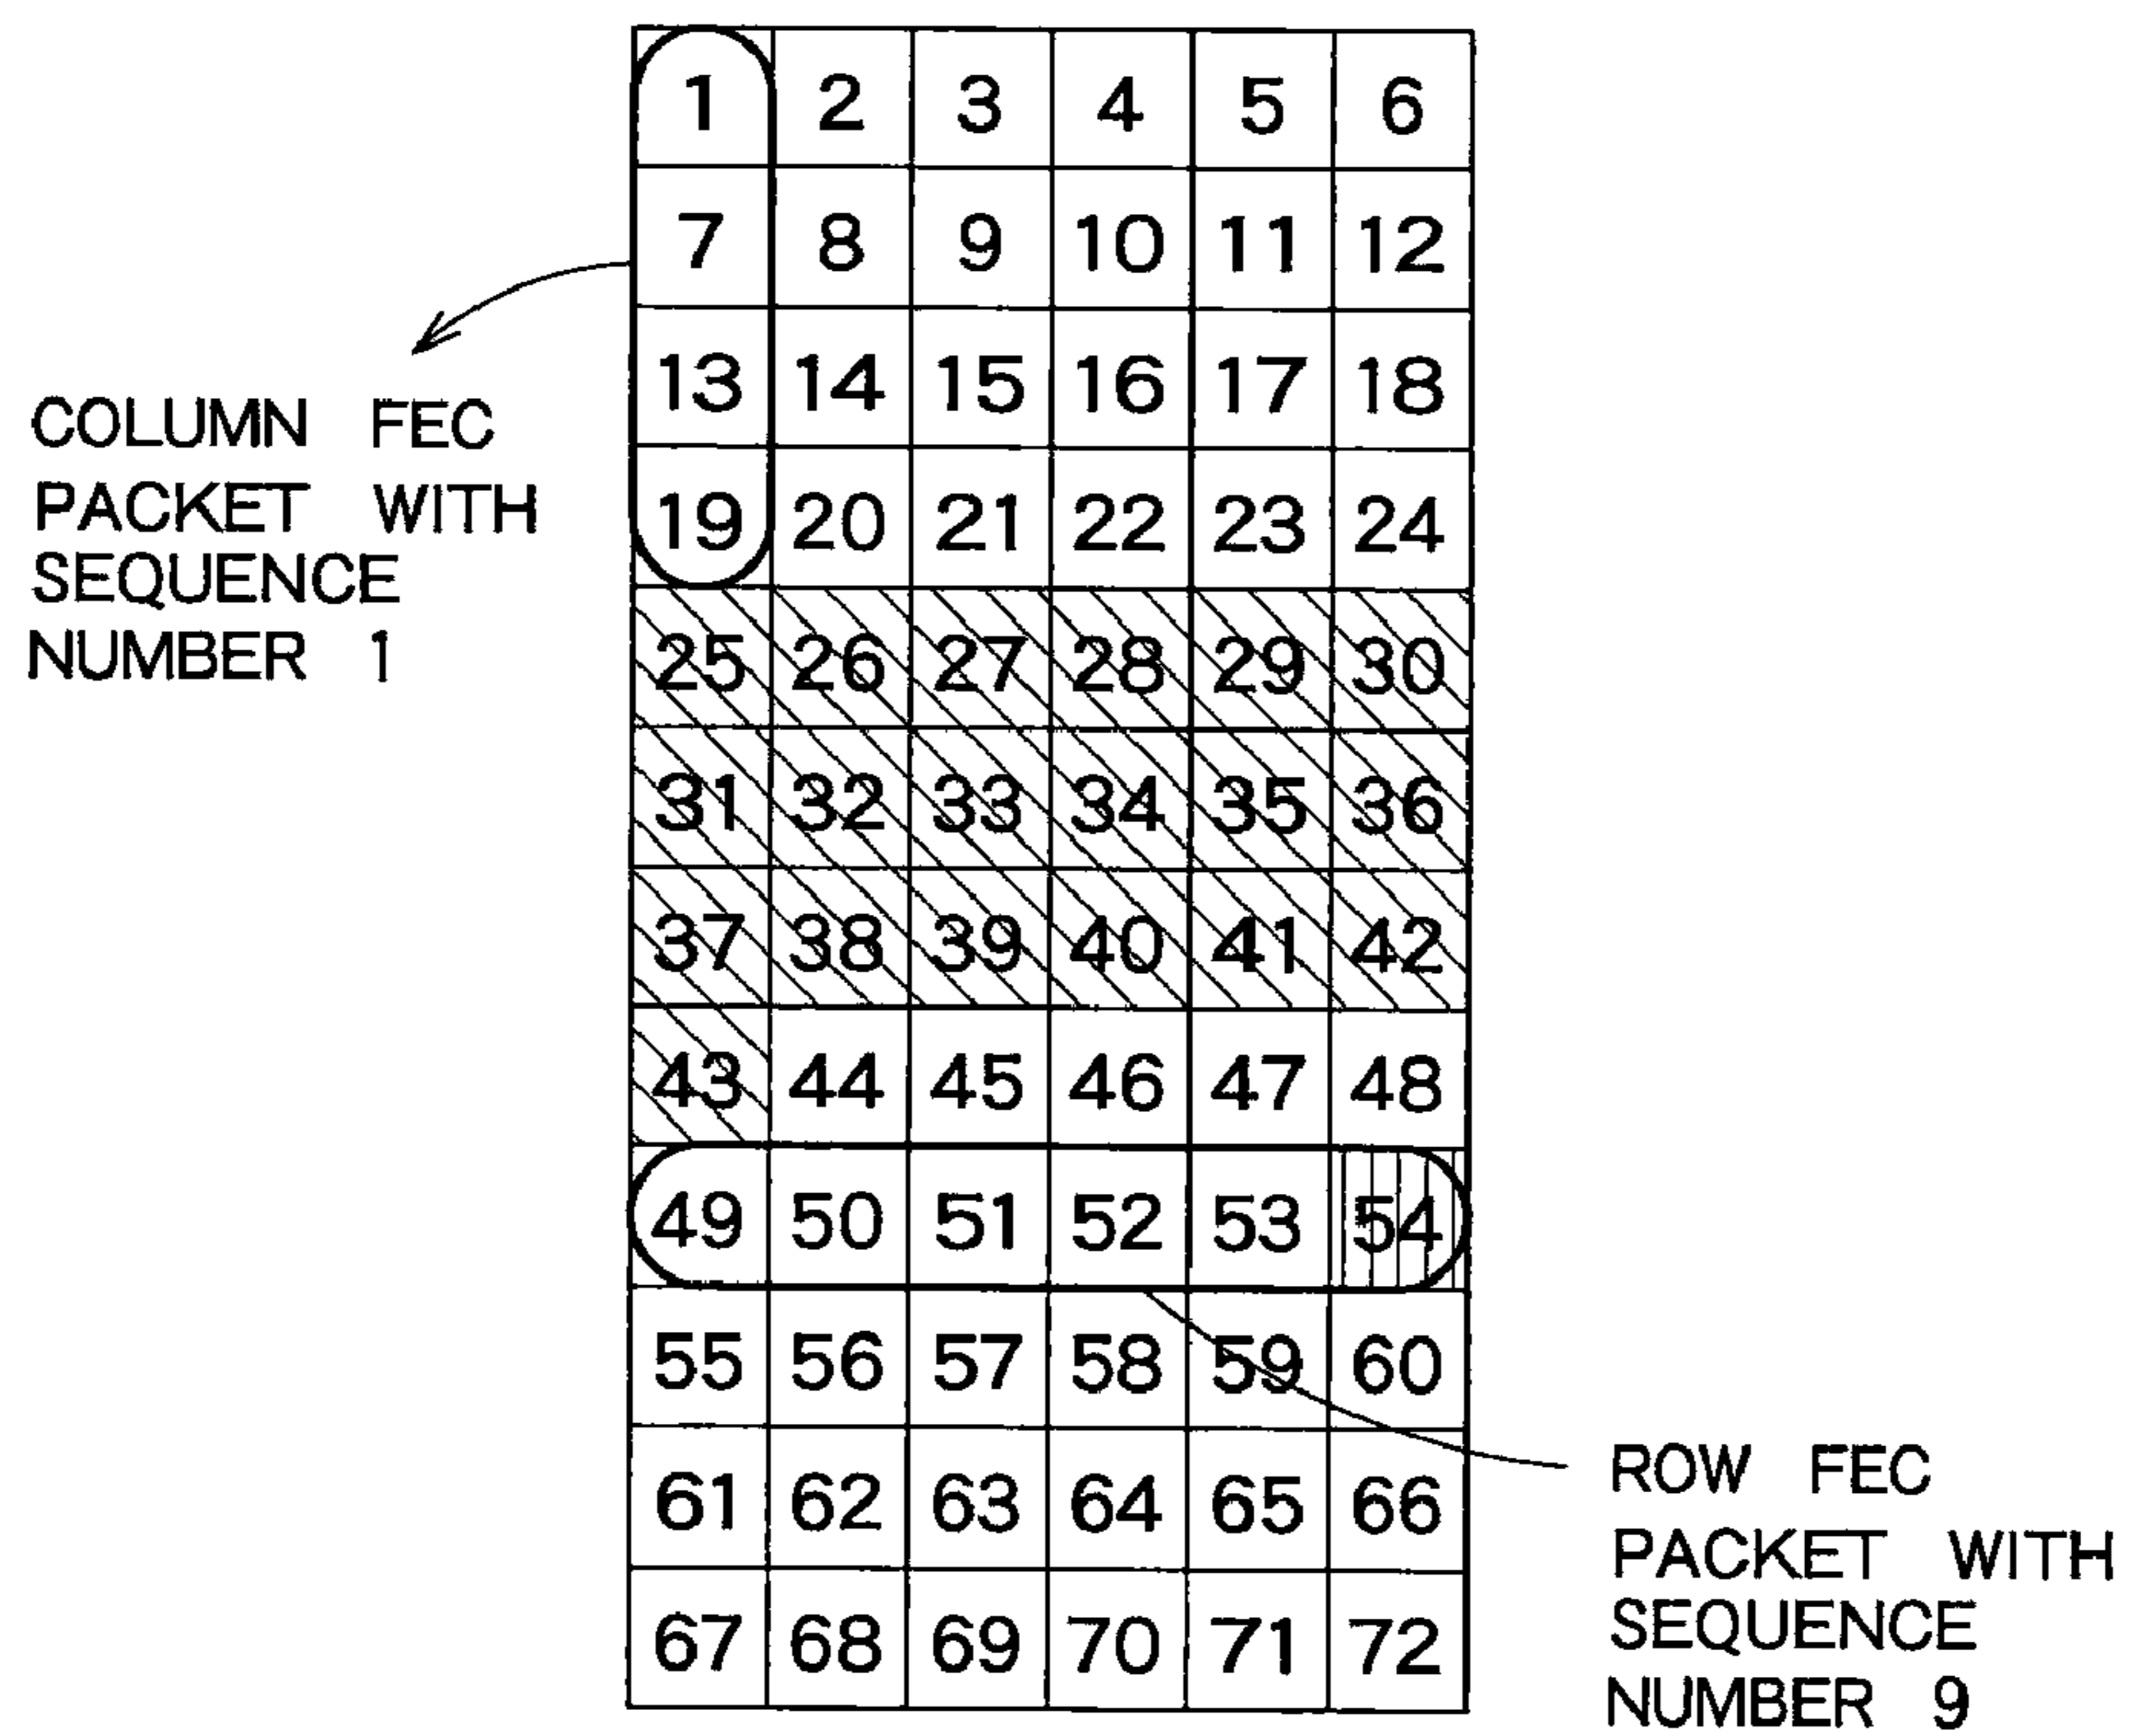 1 2 3 4 5 6
7 8 9 10 11 12
13 14 15 16 17 18
19 20 21 22 23 24
25 26 27 28 29 30
31 32 33 34 35 36
37 38 39 40 41 42
43 44 45 46 47 48
49 50 51 52 53 54
55 56 57 58 59 60
61 62 63 64 65 66
67 68 69 70 71 72
COLUMN FEC
PACKET WITH
SEQUENCE
NUMBER 1
ROW FEC
PACKET WITH
SEQUENCE
NUMBER 9